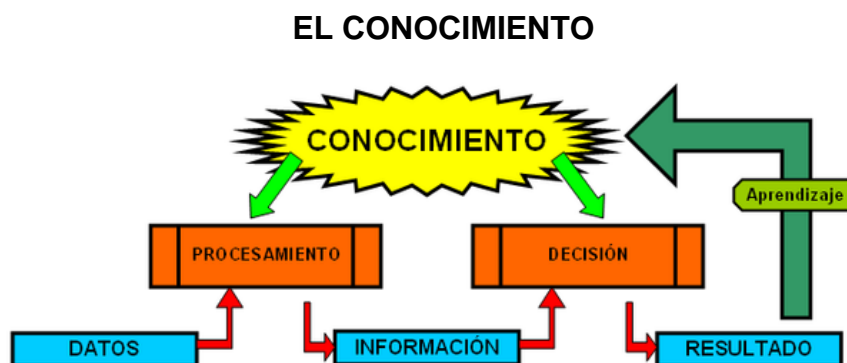 EL CONOCIMIENTO
CONOCIMIENTO
Aprendizaje
PROCESAMIENTO
DECISIÓN
DATOS
INFORMACIÓN
RESULTADO